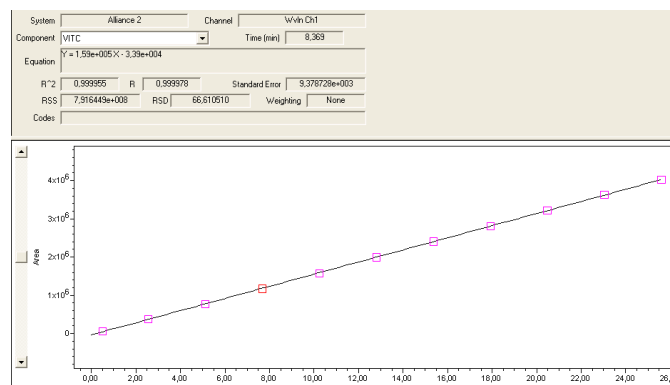 System Alliance 2 Channel Wvln Ch1
Component VITC Time (min) 8,369
Equation Y = 1,59e+005 X - 3,39e+004
R^2 0,999955 R 0,999978 Standard Error 9,378728e+003
RSS 7,916449e+008 RSD 66,610510 Weighting None
Codes
4x10⁶
3x10⁶
2x10⁶
1x10⁶
0
Area
0,00 2,00 4,00 6,00 8,00 10,00 12,00 14,00 16,00 18,00 20,00 22,00 24,00 26,